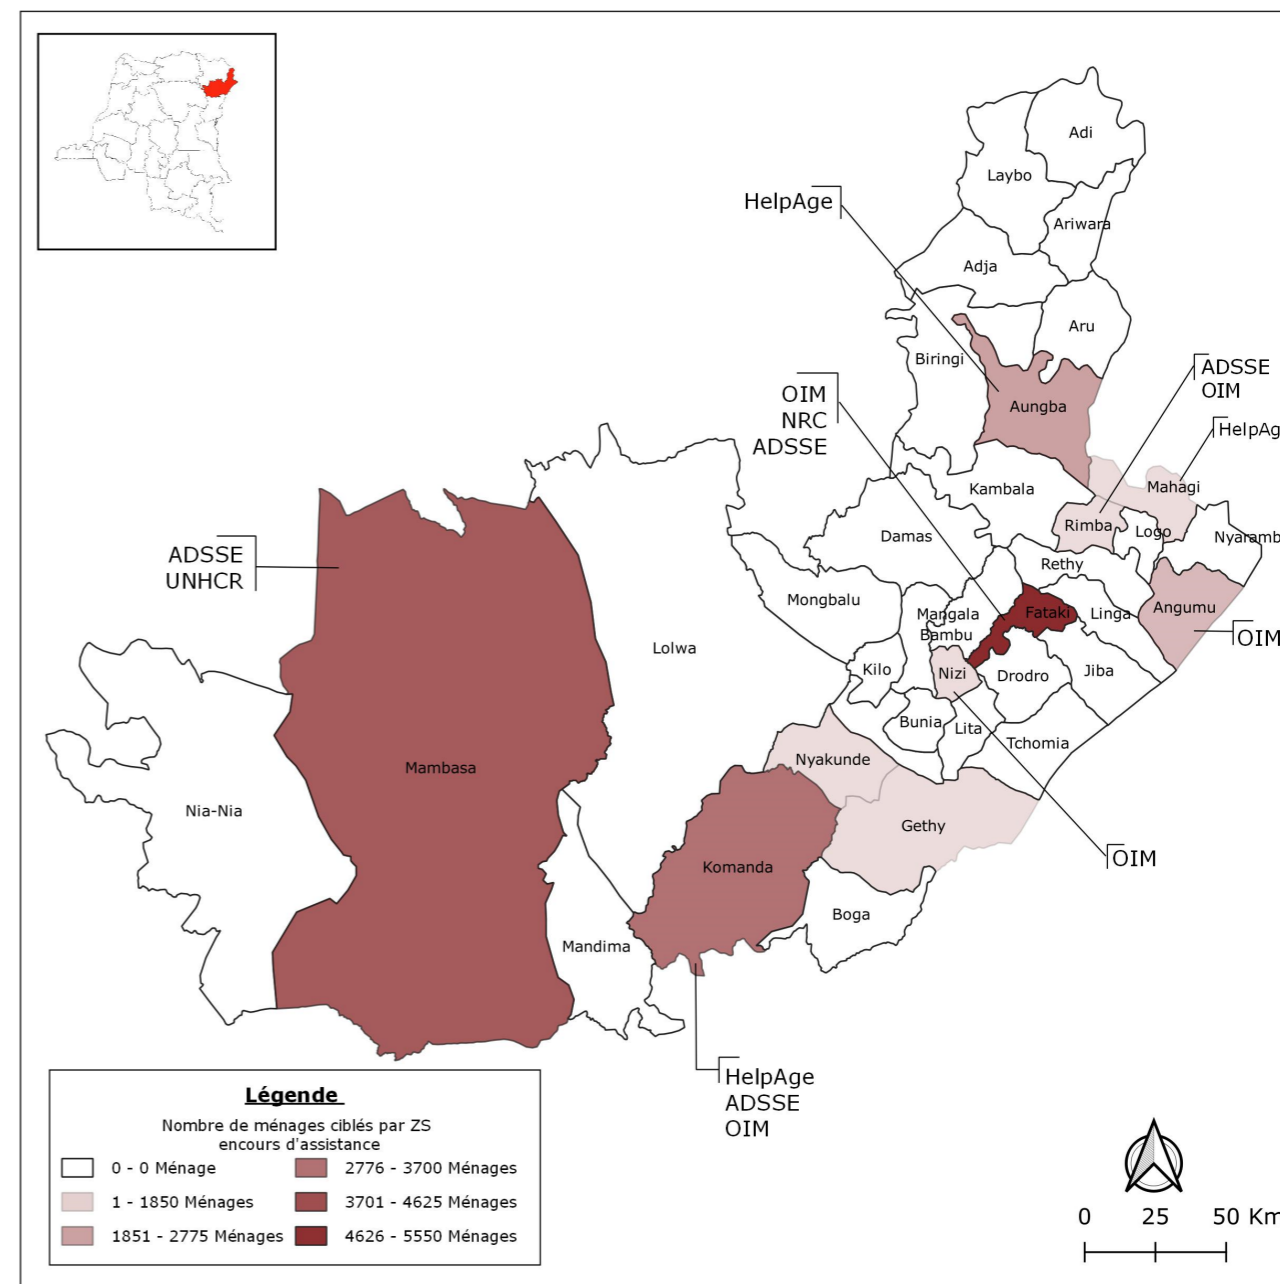 Adi
Laybo
HelpAge
Ariwara
Adja
Aru
Biringi
ADSSE
OIM
OIM
NRC
ADSSE
Aungba
HelpAg
Kambala
Mahagi
Rimba
Logo
Nyaramb
Damas
ADSSE
UNHCR
Rethy
Mongbalu
Mangala
Fataki
Linga
Angumu
Bambu
OIM
Lolwa
Kilo
Nizi
Drodro
Jiba
Bunia
Lita
Tchomia
Nyakunde
Mambasa
Nia-Nia
Gethy
OIM
Komanda
Boga
Mandima
HelpAge
ADSSE
OIM
Légende
Nombre de ménages ciblés par ZS
encours d'assistance
0 - 0 Ménage
2776 - 3700 Ménages
1 - 1850 Ménages
3701 - 4625 Ménages
1851 - 2775 Ménages
4626 - 5550 Ménages
0 25 50 Km